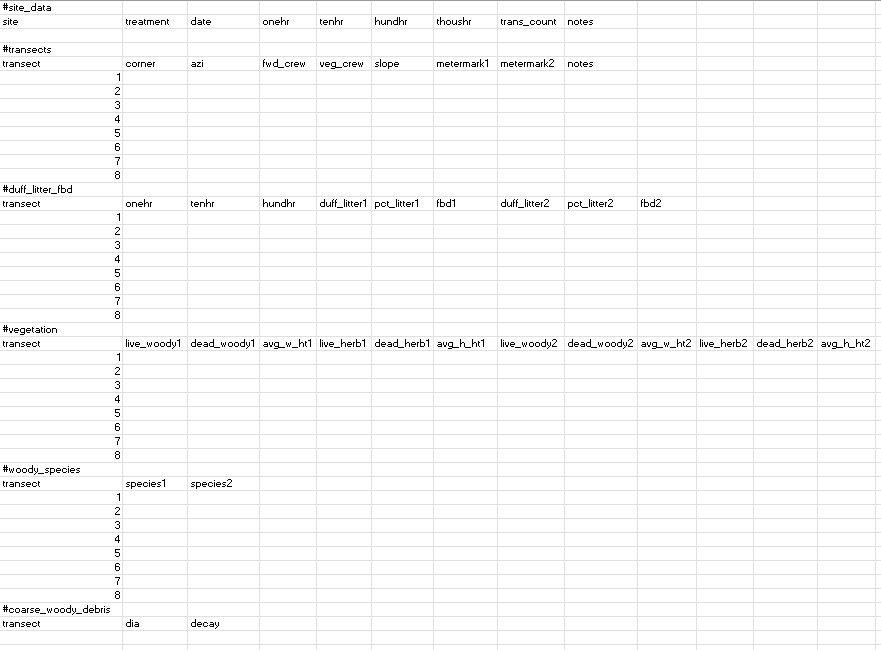 #site_data
site treatment date onehr tenhr hundhr thoushr trans_count notes
#transects
transect corner azi fwd_crew veg_crew slope metermark1 metermark2 notes
1
2
3
4
5
6
7
8
#duff_litter_fbd
transect onehr tenhr hundhr duff_litter1 pct_litter1 fbd1 duff_litter2 pct_litter2 fbd2
1
2
3
4
5
6
7
8
#vegetation
transect live_woody1 dead_woody1 avg_w_ht1 live_herb1 dead_herb1 avg_h_ht1 live_woody2 dead_woody2 avg_w_ht2 live_herb2 dead_herb2 avg_h_ht2
1
2
3
4
5
6
7
8
#woody_species
transect species1 species2
1
2
3
4
5
6
7
8
#coarse_woody_debris
transect dia decay